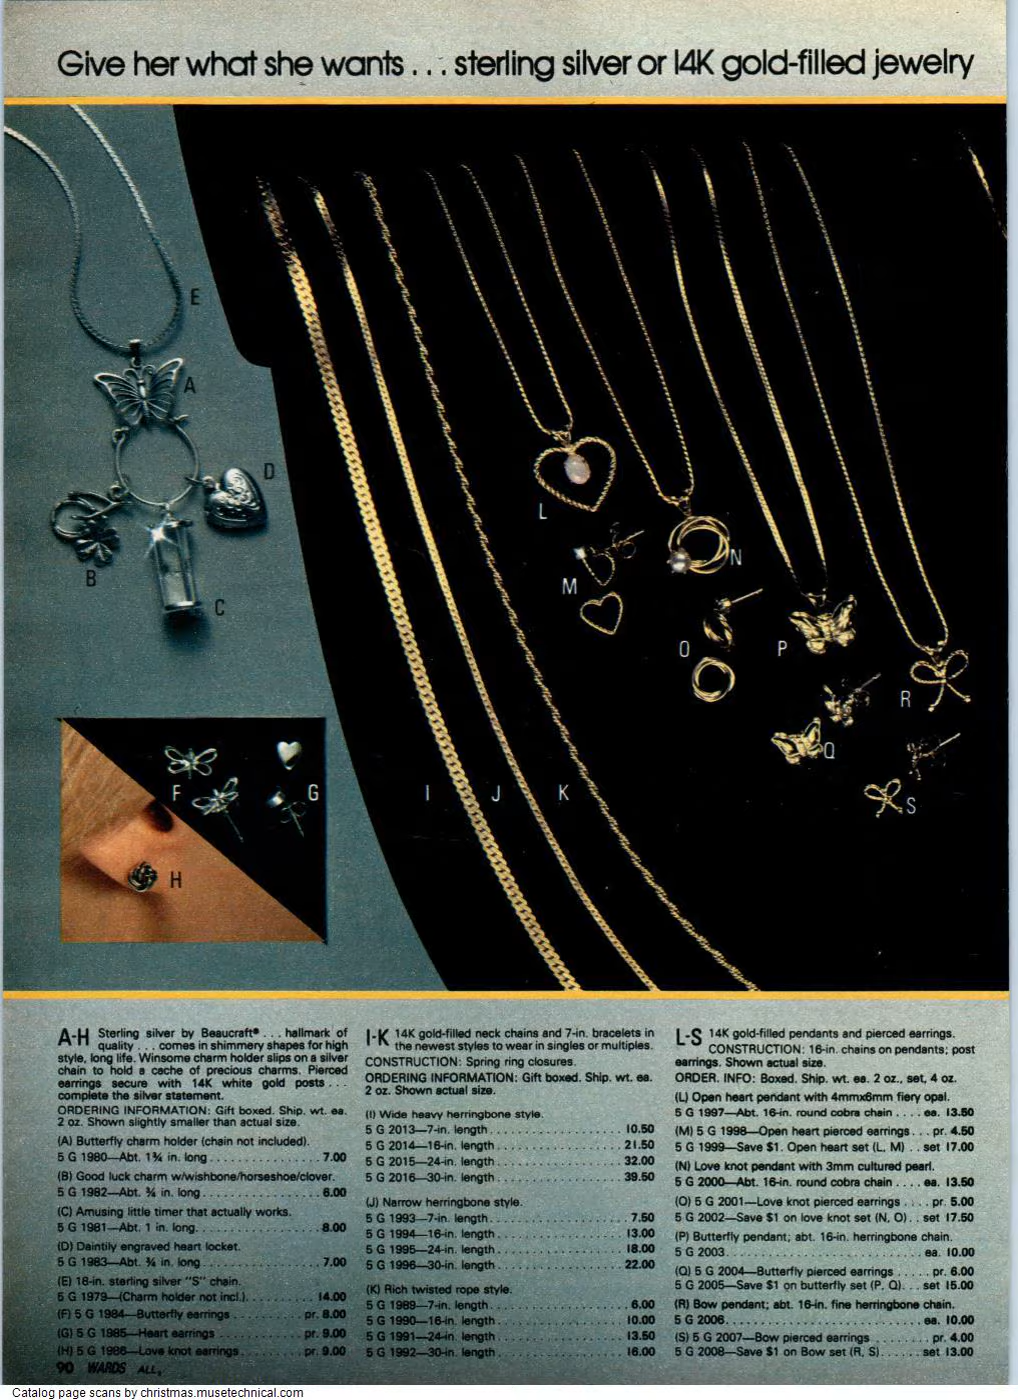 Give her what she wants . . . sterling silver or 14K gold-filled jewelry
E
A
D
B
C
L
M
N
O
P
R
Q
S
F
G
H
I
J
K
A-H Sterling silver by Beaucraft® . . . hallmark of
quality . . . comes in shimmery shapes for high
style, long life. Winsome charm holder slips on a silver
chain to hold a cache of precious charms. Pierced
earrings secure with 14K white gold posts . . .
complete the silver statement.
ORDERING INFORMATION: Gift boxed. Ship. wt. ea.
2 oz. Shown slightly smaller than actual size.
(A) Butterfly charm holder (chain not included).
5 G 1980—Abt. 1¾ in. long . . . . . . . . . . . . . 7.00
(B) Good luck charm w/wishbone/horseshoe/clover.
5 G 1982—Abt. ¾ in. long . . . . . . . . . . . . . 6.00
(C) Amusing little timer that actually works.
5 G 1981—Abt. 1 in. long. . . . . . . . . . . . . . 8.00
(D) Daintily engraved heart locket.
5 G 1983—Abt. ¾ in. long . . . . . . . . . . . . . 7.00
(E) 18-in. sterling silver "S" chain.
5 G 1979—(Charm holder not incl.). . . . . . . . . 14.00
(F) 5 G 1984—Butterfly earrings . . . . . . . pr. 8.00
(G) 5 G 1985—Heart earrings . . . . . . . . . pr. 9.00
(H) 5 G 1986—Love knot earrings. . . . . . . . pr. 9.00
90 WARDS ALL,
I-K 14K gold-filled neck chains and 7-in. bracelets in
the newest styles to wear in singles or multiples.
CONSTRUCTION: Spring ring closures.
ORDERING INFORMATION: Gift boxed. Ship. wt. ea.
2 oz. Shown actual size.
(I) Wide heavy herringbone style.
5 G 2013—7-in. length . . . . . . . . . . . . . . 10.50
5 G 2014—16-in. length . . . . . . . . . . . . . . 21.50
5 G 2015—24-in. length . . . . . . . . . . . . . . 32.00
5 G 2016—30-in. length . . . . . . . . . . . . . . 39.50
(J) Narrow herringbone style.
5 G 1993—7-in. length. . . . . . . . . . . . . . . 7.50
5 G 1994—16-in. length . . . . . . . . . . . . . . 13.00
5 G 1995—24-in. length . . . . . . . . . . . . . . 18.00
5 G 1996—30-in. length . . . . . . . . . . . . . . 22.00
(K) Rich twisted rope style.
5 G 1989—7-in. length. . . . . . . . . . . . . . . 6.00
5 G 1990—16-in. length . . . . . . . . . . . . . . 10.00
5 G 1991—24-in. length . . . . . . . . . . . . . . 13.50
5 G 1992—30-in. length . . . . . . . . . . . . . . 16.00
L-S 14K gold-filled pendants and pierced earrings.
CONSTRUCTION: 16-in. chains on pendants; post
earrings. Shown actual size.
ORDER. INFO: Boxed. Ship. wt. ea. 2 oz., set, 4 oz.
(L) Open heart pendant with 4mmx6mm fiery opal.
5 G 1997—Abt. 16-in. round cobra chain . . . . ea. 13.50
(M) 5 G 1998—Open heart pierced earrings . . . pr. 4.50
5 G 1999—Save $1. Open heart set (L, M) . . set 17.00
(N) Love knot pendant with 3mm cultured pearl.
5 G 2000—Abt. 16-in. round cobra chain . . . . ea. 13.50
(O) 5 G 2001—Love knot pierced earrings . . . . pr. 5.00
5 G 2002—Save $1 on love knot set (N, O) . . set 17.50
(P) Butterfly pendant; abt. 16-in. herringbone chain.
5 G 2003. . . . . . . . . . . . . . . . . . . . . ea. 10.00
(Q) 5 G 2004—Butterfly pierced earrings . . . . . pr. 6.00
5 G 2005—Save $1 on butterfly set (P, Q). . . set 15.00
(R) Bow pendant; abt. 16-in. fine herringbone chain.
5 G 2006. . . . . . . . . . . . . . . . . . . . . ea. 10.00
(S) 5 G 2007—Bow pierced earrings . . . . . . . . pr. 4.00
5 G 2008—Save $1 on Bow set (R, S). . . . . . set 13.00
Catalog page scans by christmas.musetechnical.com